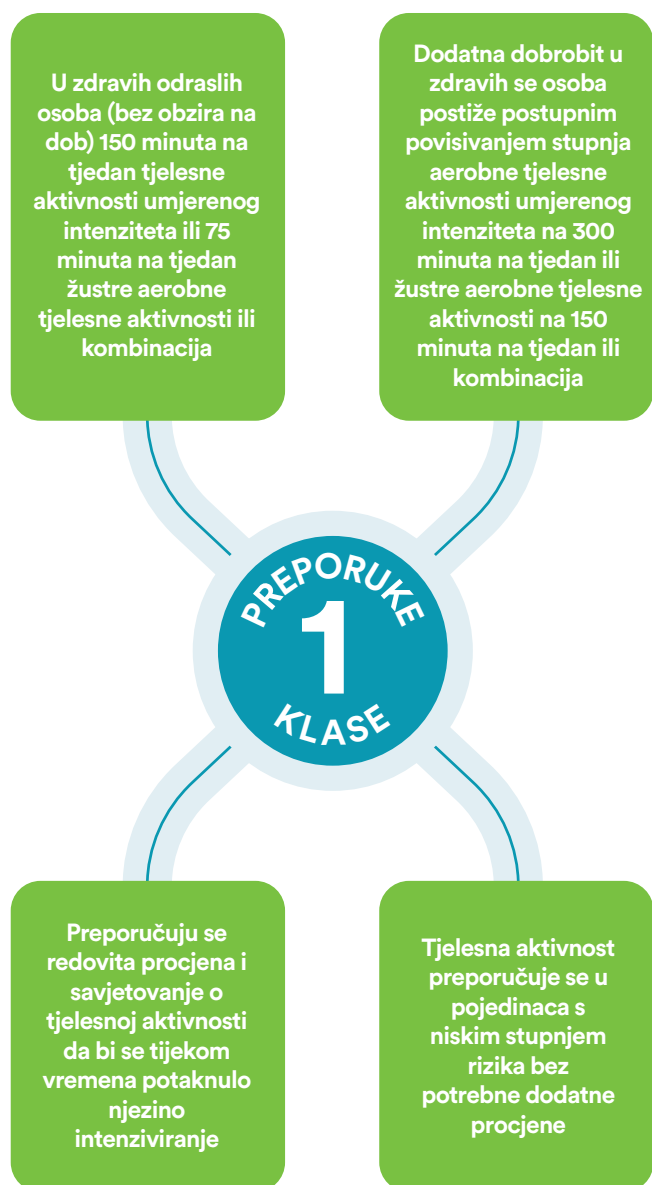 U zdravih odraslih
osoba (bez obzira na
dob) 150 minuta na
tjedan tjelesne
aktivnosti umjerenog
intenziteta ili 75
minuta na tjedan
žustre aerobne
tjelesne aktivnosti ili
kombinacija
Dodatna dobrobit u
zdravih se osoba
postiže postupnim
povisivanjem stupnja
aerobne tjelesne
aktivnosti umjerenog
intenziteta na 300
minuta na tjedan ili
žustre aerobne tjelesne
aktivnosti na 150
minuta na tjedan ili
kombinacija
PREPORUKE
1
KLASE
Preporučuju se
redovita procjena i
savjetovanje o
tjelesnoj aktivnosti
da bi se tijekom
vremena potaknulo
njezino
intenziviranje
Tjelesna aktivnost
preporučuje se u
pojedinaca s
niskim stupnjem
rizika bez
potrebne dodatne
procjene